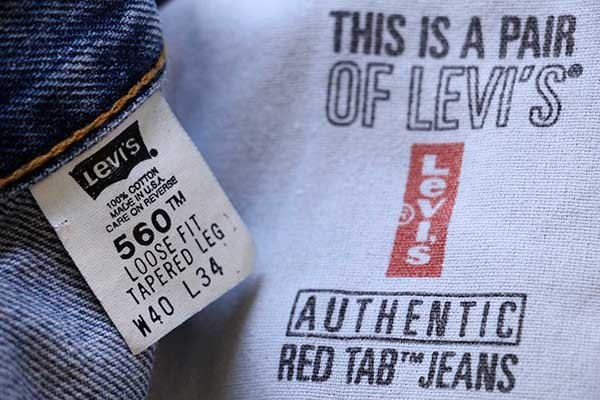 Levi's
100% COTTON
MADE IN U.S.A.
CARE ON REVERSE
560™
LOOSE FIT
TAPERED LEG
W40 L34
THIS IS A PAIR
OF LEVI'S®
Levi's®
AUTHENTIC
RED TAB™ JEANS